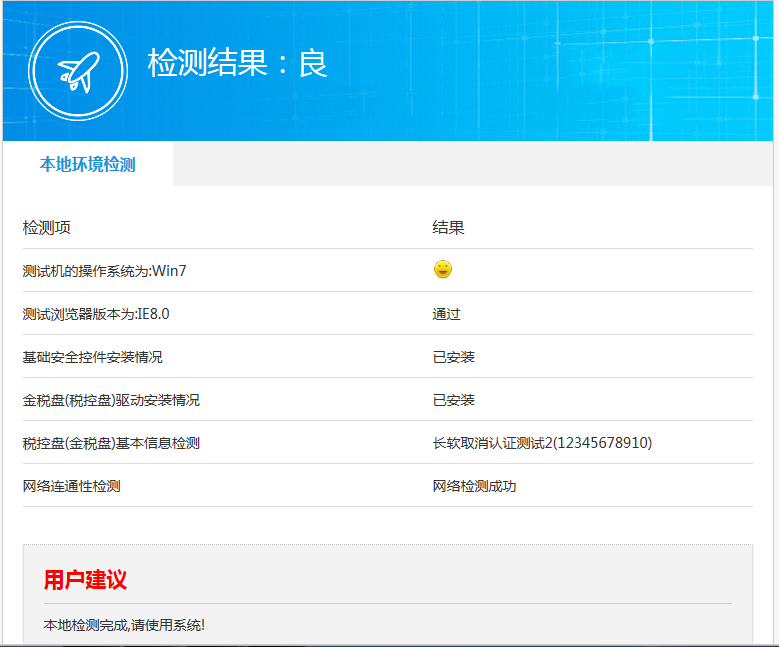 检测结果：良
本地环境检测
检测项 结果
测试机的操作系统为:Win7
测试浏览器版本为:IE8.0 通过
基础安全控件安装情况 已安装
金税盘(税控盘)驱动安装情况 已安装
税控盘(金税盘)基本信息检测 长软取消认证测试2(12345678910)
网络连通性检测 网络检测成功
用户建议
本地检测完成,请使用系统!